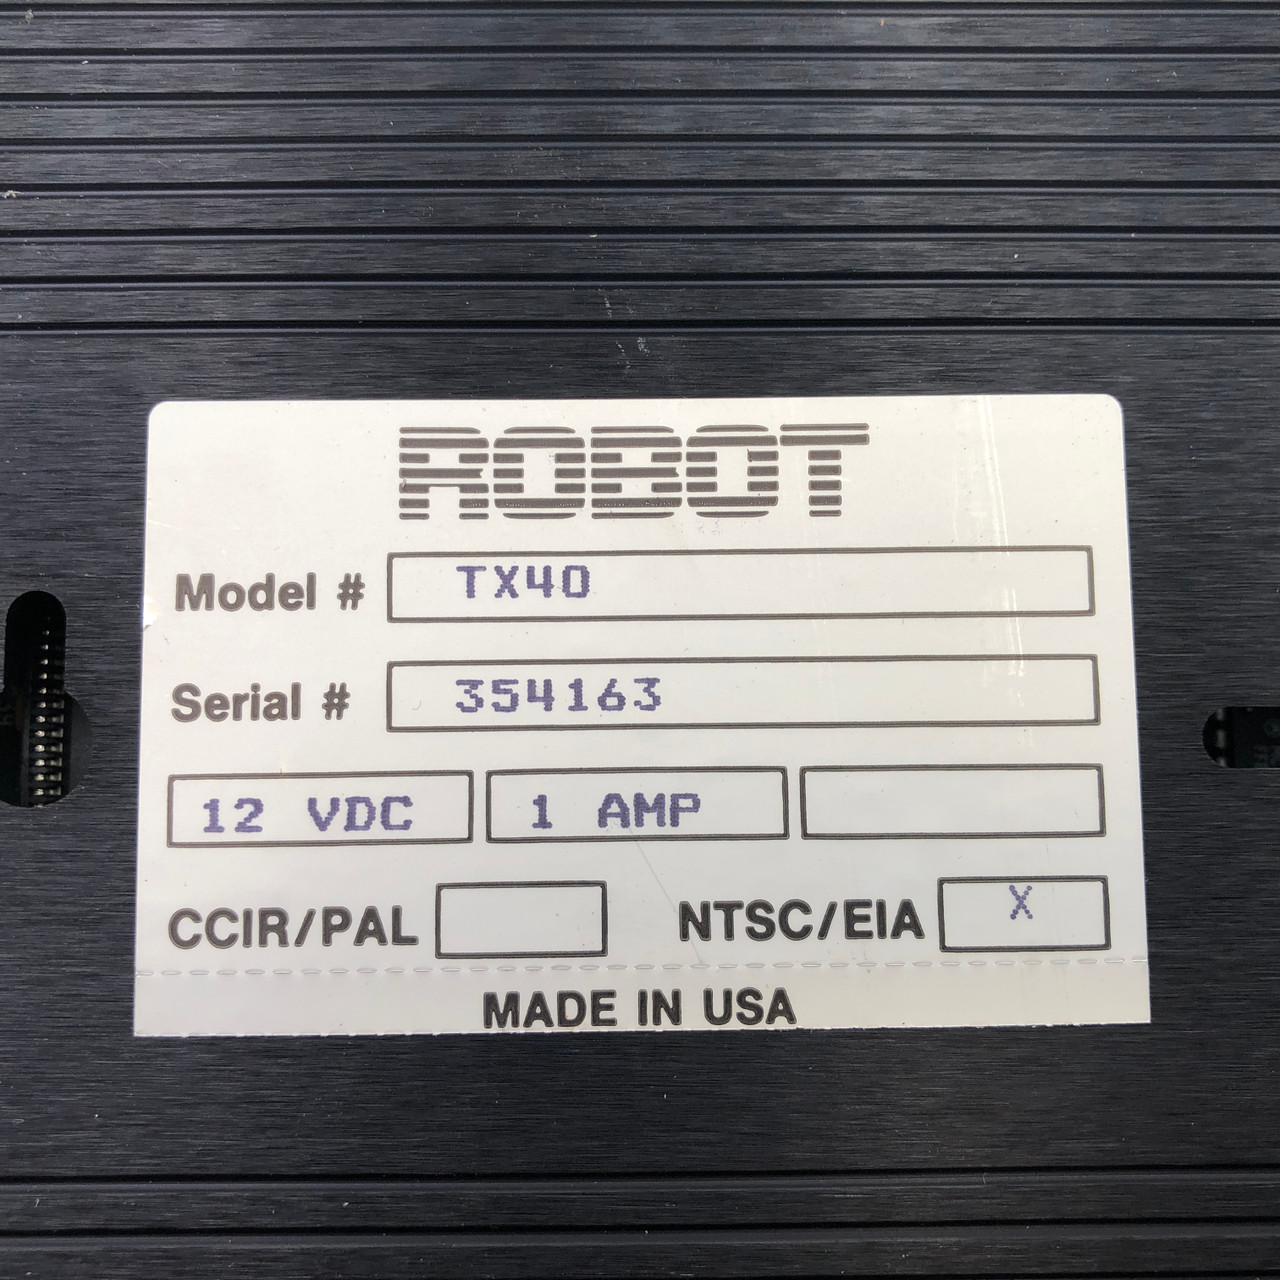 ROBOT
Model # TX40
Serial # 354163
12 VDC 1 AMP
CCIR/PAL NTSC/EIA X
MADE IN USA